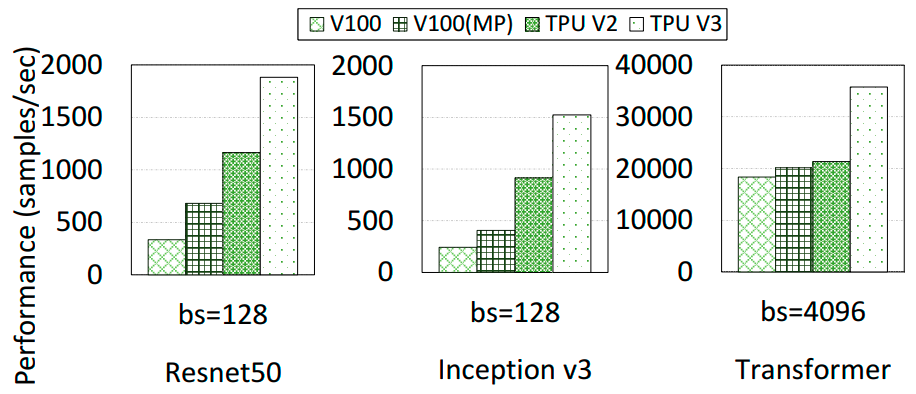 V100 V100(MP) TPU V2 TPU V3
Performance (samples/sec)
2000
1500
1000
500
0
bs=128
Resnet50
2000
1500
1000
500
0
bs=128
Inception v3
40000
30000
20000
10000
0
bs=4096
Transformer